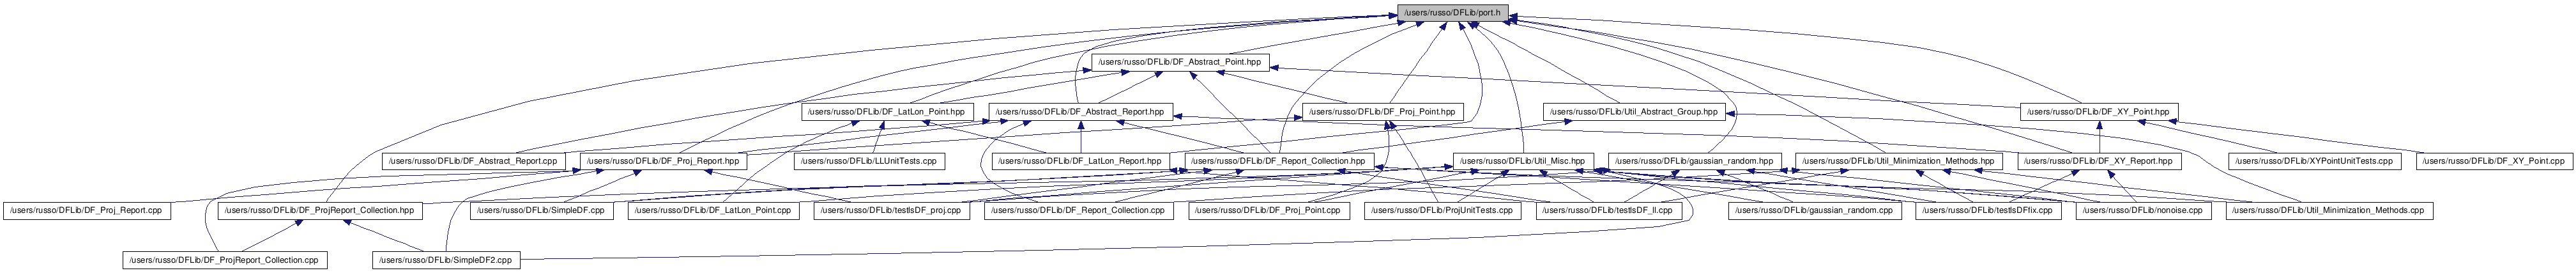 /users/russo/DFLib/port.h
/users/russo/DFLib/DF_Abstract_Point.hpp
/users/russo/DFLib/DF_LatLon_Point.hpp
/users/russo/DFLib/DF_Abstract_Report.hpp
/users/russo/DFLib/DF_Proj_Point.hpp
/users/russo/DFLib/Util_Abstract_Group.hpp
/users/russo/DFLib/DF_XY_Point.hpp
/users/russo/DFLib/DF_Abstract_Report.cpp
/users/russo/DFLib/DF_Proj_Report.hpp
/users/russo/DFLib/LLUnitTests.cpp
/users/russo/DFLib/DF_LatLon_Report.hpp
/users/russo/DFLib/DF_Report_Collection.hpp
/users/russo/DFLib/Util_Misc.hpp
/users/russo/DFLib/gaussian_random.hpp
/users/russo/DFLib/Util_Minimization_Methods.hpp
/users/russo/DFLib/DF_XY_Report.hpp
/users/russo/DFLib/XYPointUnitTests.cpp
/users/russo/DFLib/DF_XY_Point.cpp
/users/russo/DFLib/DF_Proj_Report.cpp
/users/russo/DFLib/DF_ProjReport_Collection.hpp
/users/russo/DFLib/SimpleDF.cpp
/users/russo/DFLib/DF_LatLon_Point.cpp
/users/russo/DFLib/testlsDF_proj.cpp
/users/russo/DFLib/DF_Report_Collection.cpp
/users/russo/DFLib/DF_Proj_Point.cpp
/users/russo/DFLib/ProjUnitTests.cpp
/users/russo/DFLib/testlsDF_ll.cpp
/users/russo/DFLib/gaussian_random.cpp
/users/russo/DFLib/testlsDFfix.cpp
/users/russo/DFLib/nonoise.cpp
/users/russo/DFLib/Util_Minimization_Methods.cpp
/users/russo/DFLib/DF_ProjReport_Collection.cpp
/users/russo/DFLib/SimpleDF2.cpp